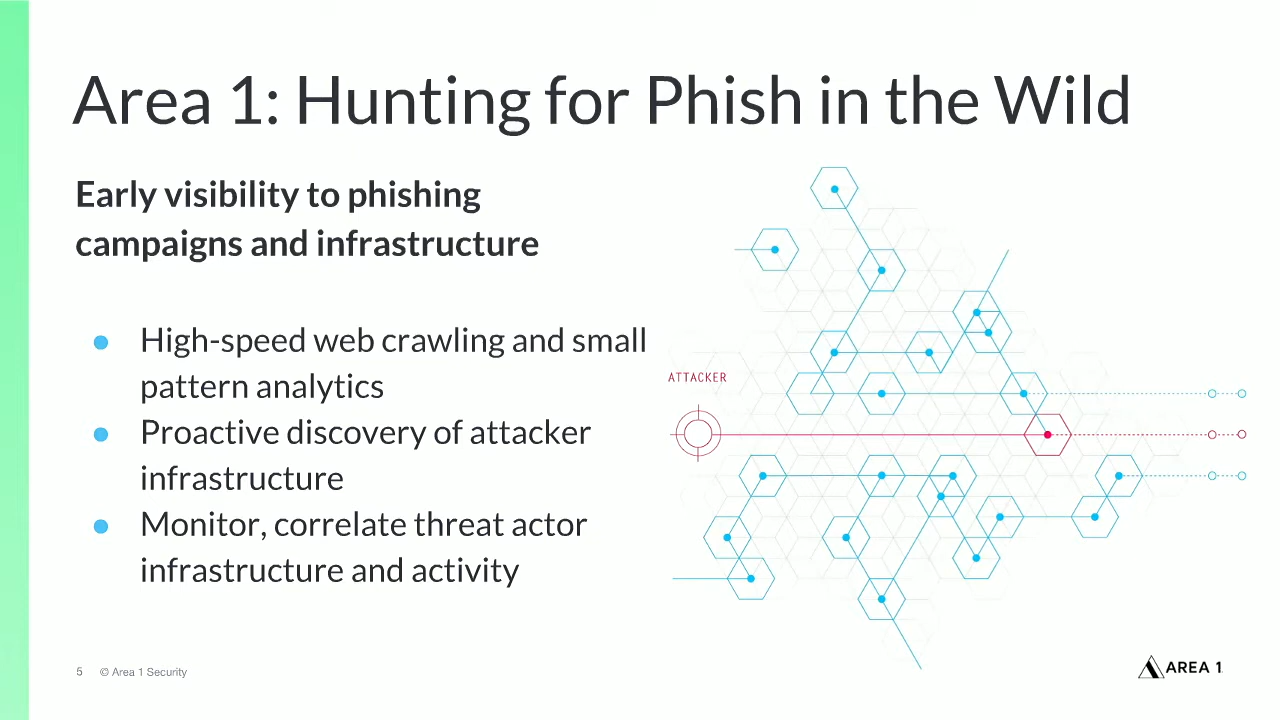 Area 1: Hunting for Phish in the Wild
Early visibility to phishing
campaigns and infrastructure
● High-speed web crawling and small
pattern analytics
● Proactive discovery of attacker
infrastructure
● Monitor, correlate threat actor
infrastructure and activity
ATTACKER
5 © Area 1 Security
AREA 1